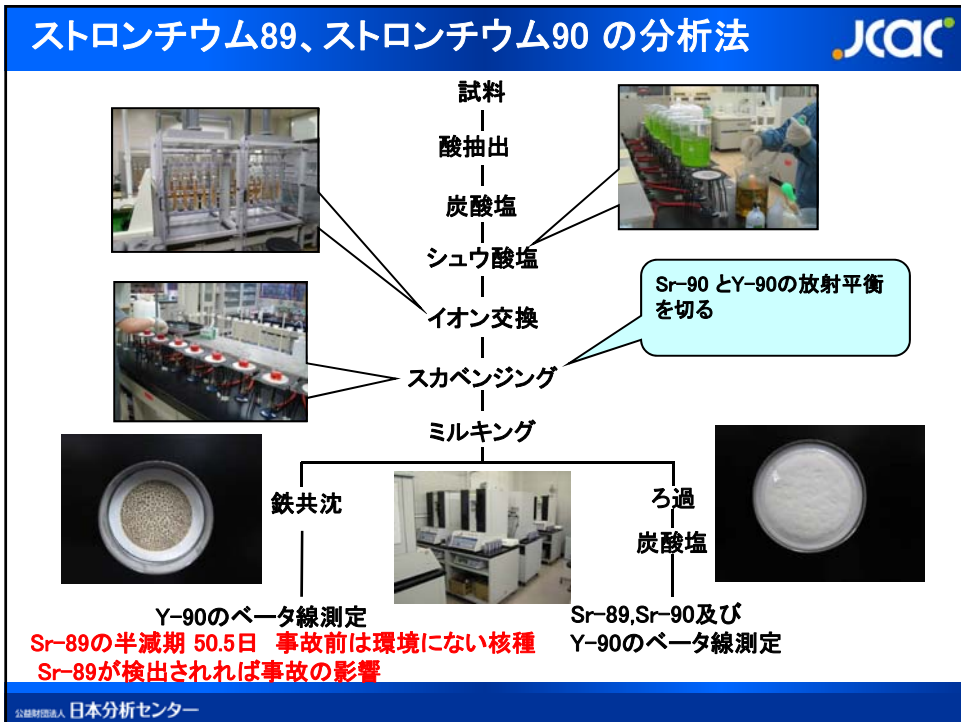 ストロンチウム89、ストロンチウム90 の分析法
JCAC
試料
酸抽出
炭酸塩
シュウ酸塩
Sr-90 とY-90の放射平衡
を切る
イオン交換
スカベンジング
ミルキング
鉄共沈
ろ過
炭酸塩
Y-90のベータ線測定
Sr-89,Sr-90及び
Y-90のベータ線測定
Sr-89の半減期 50.5日 事故前は環境にない核種
Sr-89が検出されれば事故の影響
公益財団法人 日本分析センター